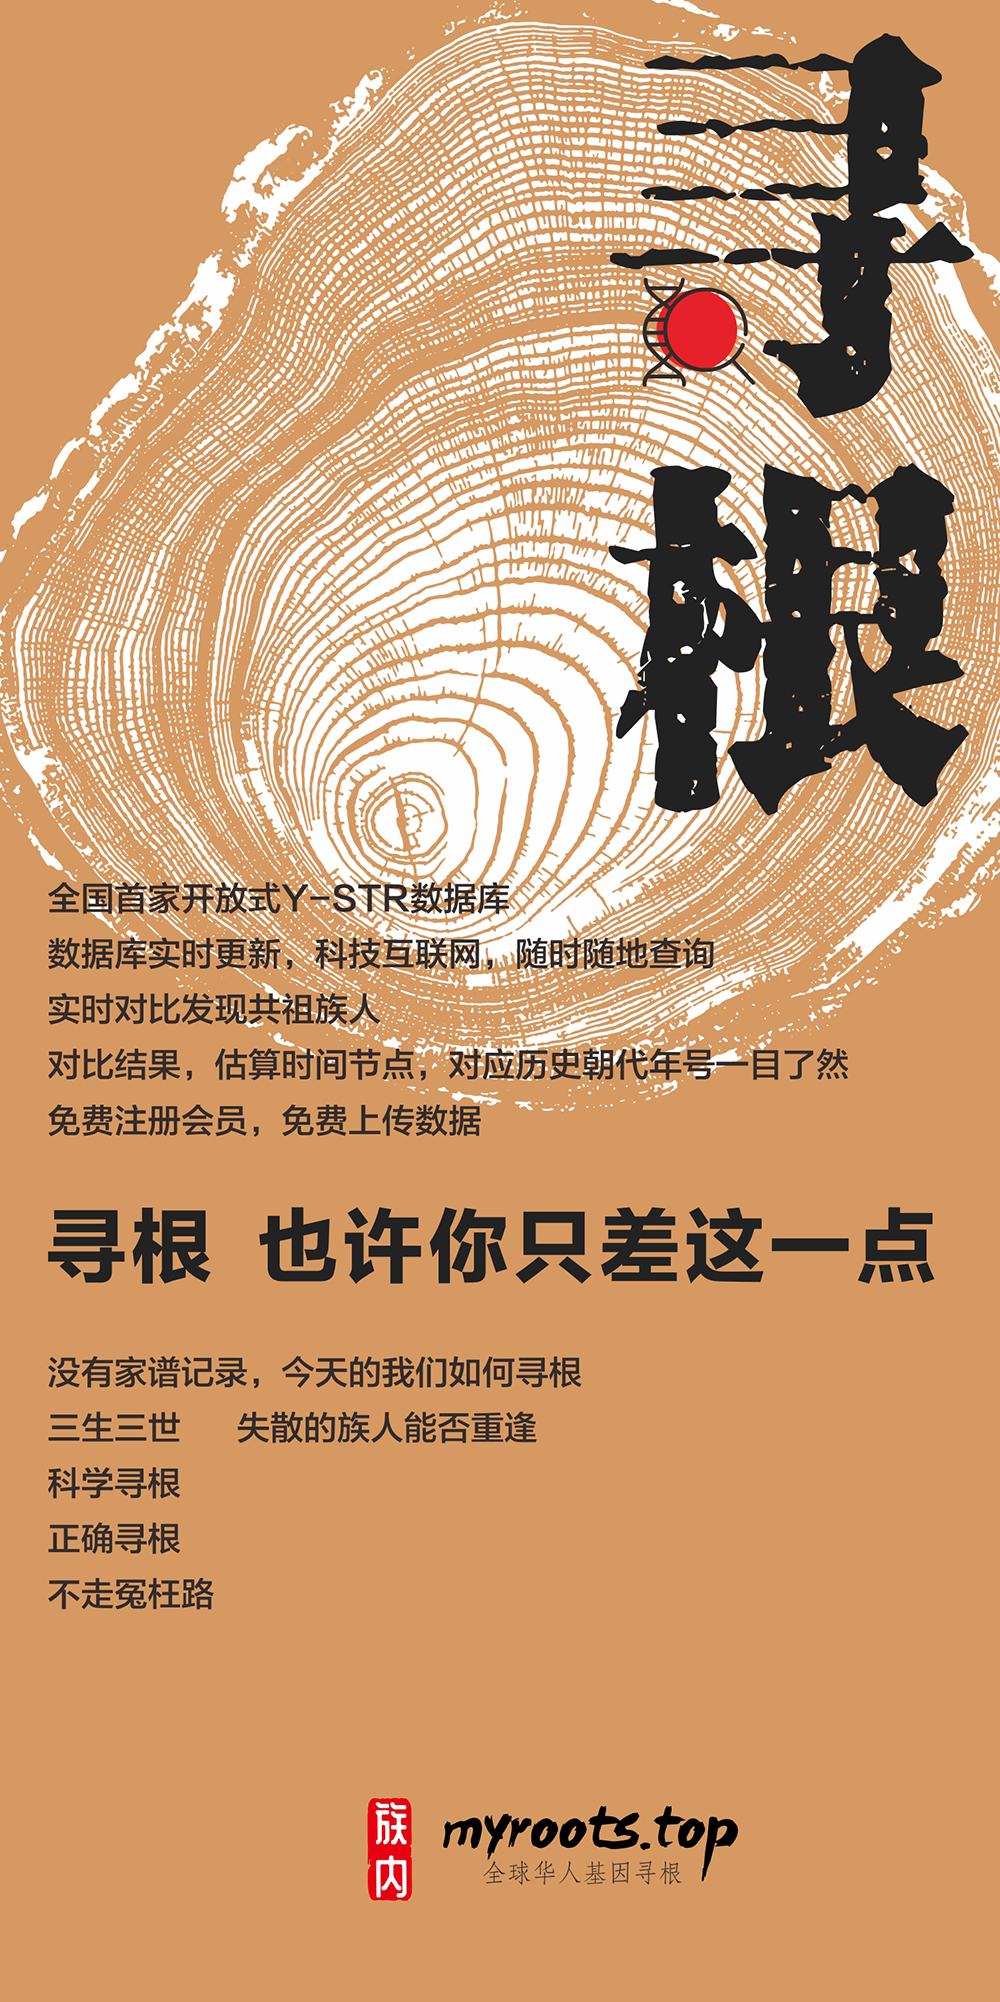 寻根
全国首家开放式Y-STR数据库
数据库实时更新，科技互联网，随时随地查询
实时对比发现共祖族人
对比结果，估算时间节点，对应历史朝代年号一目了然
免费注册会员，免费上传数据
寻根 也许你只差这一点
没有家谱记录，今天的我们如何寻根
三生三世 失散的族人能否重逢
科学寻根
正确寻根
不走冤枉路
族内
myroots.top
全球华人基因寻根